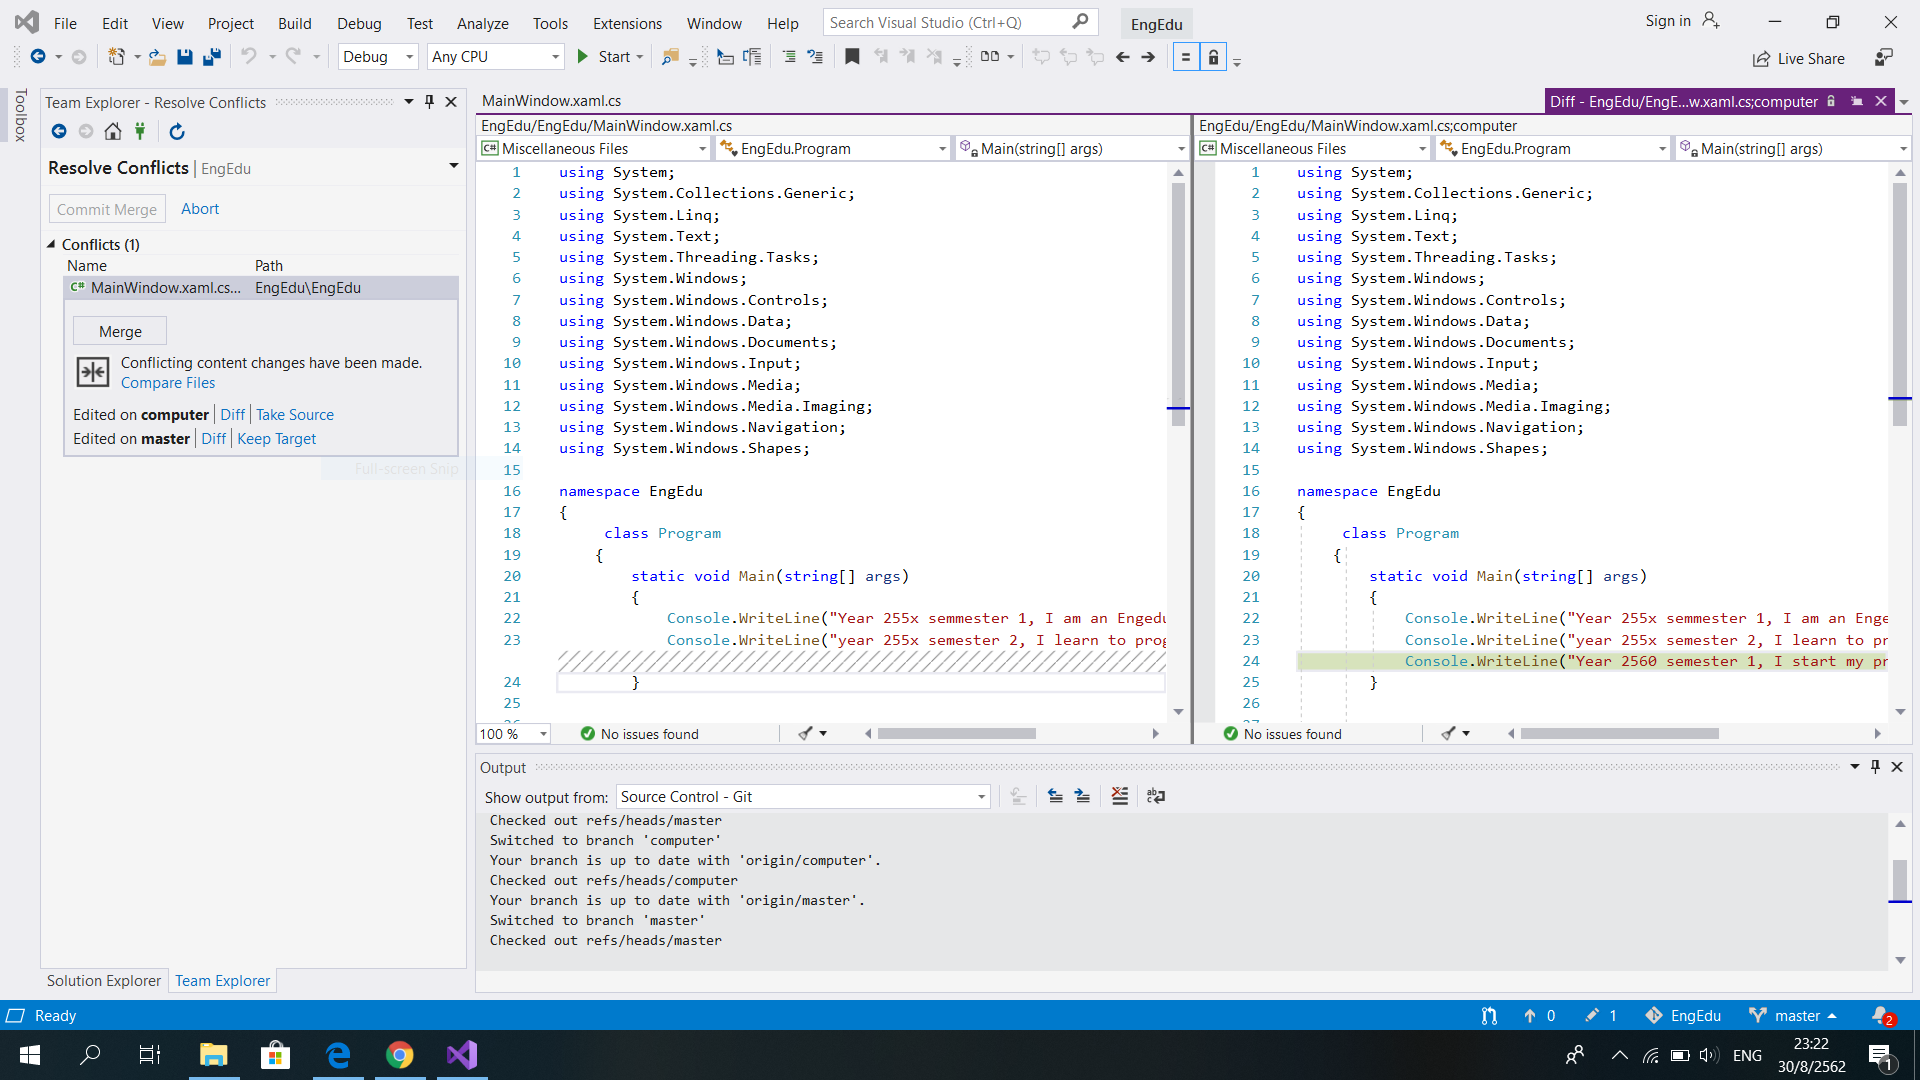 File Edit View Project Build Debug Test Analyze Tools Extensions Window Help Search Visual Studio (Ctrl+Q) EngEdu Sign in
Debug Any CPU Start Live Share
Toolbox
Team Explorer - Resolve Conflicts
Resolve Conflicts | EngEdu
Commit Merge Abort
Conflicts (1)
Name Path
C# MainWindow.xaml.cs... EngEdu\EngEdu
Merge
Conflicting content changes have been made.
Compare Files
Edited on computer | Diff | Take Source
Edited on master | Diff | Keep Target
Full-screen Snip
Solution Explorer Team Explorer
MainWindow.xaml.cs
Diff - EngEdu/EngE...w.xaml.cs;computer
EngEdu/EngEdu/MainWindow.xaml.cs
C# Miscellaneous Files EngEdu.Program Main(string[] args)
1 using System;
2 using System.Collections.Generic;
3 using System.Linq;
4 using System.Text;
5 using System.Threading.Tasks;
6 using System.Windows;
7 using System.Windows.Controls;
8 using System.Windows.Data;
9 using System.Windows.Documents;
10 using System.Windows.Input;
11 using System.Windows.Media;
12 using System.Windows.Media.Imaging;
13 using System.Windows.Navigation;
14 using System.Windows.Shapes;
15
16 namespace EngEdu
17 {
18 class Program
19 {
20 static void Main(string[] args)
21 {
22 Console.WriteLine("Year 255x semmester 1, I am an Engedu
23 Console.WriteLine("year 255x semester 2, I learn to prog
24 }
25
100 % No issues found
EngEdu/EngEdu/MainWindow.xaml.cs;computer
C# Miscellaneous Files EngEdu.Program Main(string[] args)
1 using System;
2 using System.Collections.Generic;
3 using System.Linq;
4 using System.Text;
5 using System.Threading.Tasks;
6 using System.Windows;
7 using System.Windows.Controls;
8 using System.Windows.Data;
9 using System.Windows.Documents;
10 using System.Windows.Input;
11 using System.Windows.Media;
12 using System.Windows.Media.Imaging;
13 using System.Windows.Navigation;
14 using System.Windows.Shapes;
15
16 namespace EngEdu
17 {
18 class Program
19 {
20 static void Main(string[] args)
21 {
22 Console.WriteLine("Year 255x semmester 1, I am an Enge
23 Console.WriteLine("year 255x semester 2, I learn to pr
24 Console.WriteLine("Year 2560 semester 1, I start my pr
25 }
26
No issues found
Output
Show output from: Source Control - Git
Checked out refs/heads/master
Switched to branch 'computer'
Your branch is up to date with 'origin/computer'.
Checked out refs/heads/computer
Your branch is up to date with 'origin/master'.
Switched to branch 'master'
Checked out refs/heads/master
Ready 0 1 EngEdu master 2
ENG 23:22
30/8/2562 1